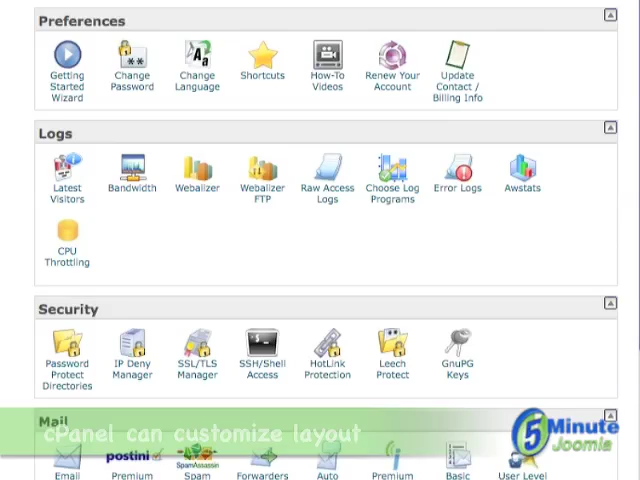 Preferences
Getting Started Wizard
Change Password
Change Language
Shortcuts
How-To Videos
Renew Your Account
Update Contact / Billing Info
Logs
Latest Visitors
Bandwidth
Webalizer
Webalizer FTP
Raw Access Logs
Choose Log Programs
Error Logs
Awstats
CPU Throttling
Security
Password Protect Directories
IP Deny Manager
SSL/TLS Manager
SSH/Shell Access
HotLink Protection
Leech Protect
GnuPG Keys
Mail
cPanel can customize layout
5 Minute Joomla
postini
SpamAssassin
Email
Premium
Spam
Forwarders
Auto
Premium
Basic
User Level